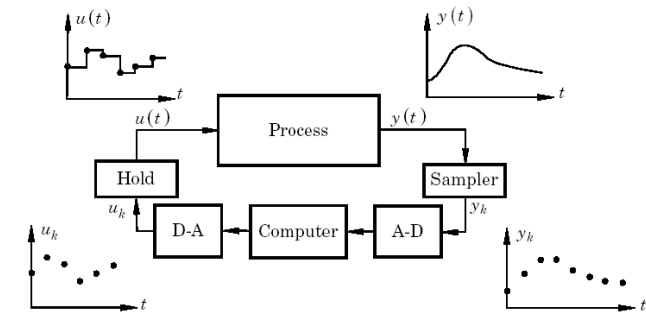 u(t)
y(t)
t
t
u(t)
Process
y(t)
Hold
Sampler
u_k
y_k
D-A
Computer
A-D
u_k
y_k
t
t